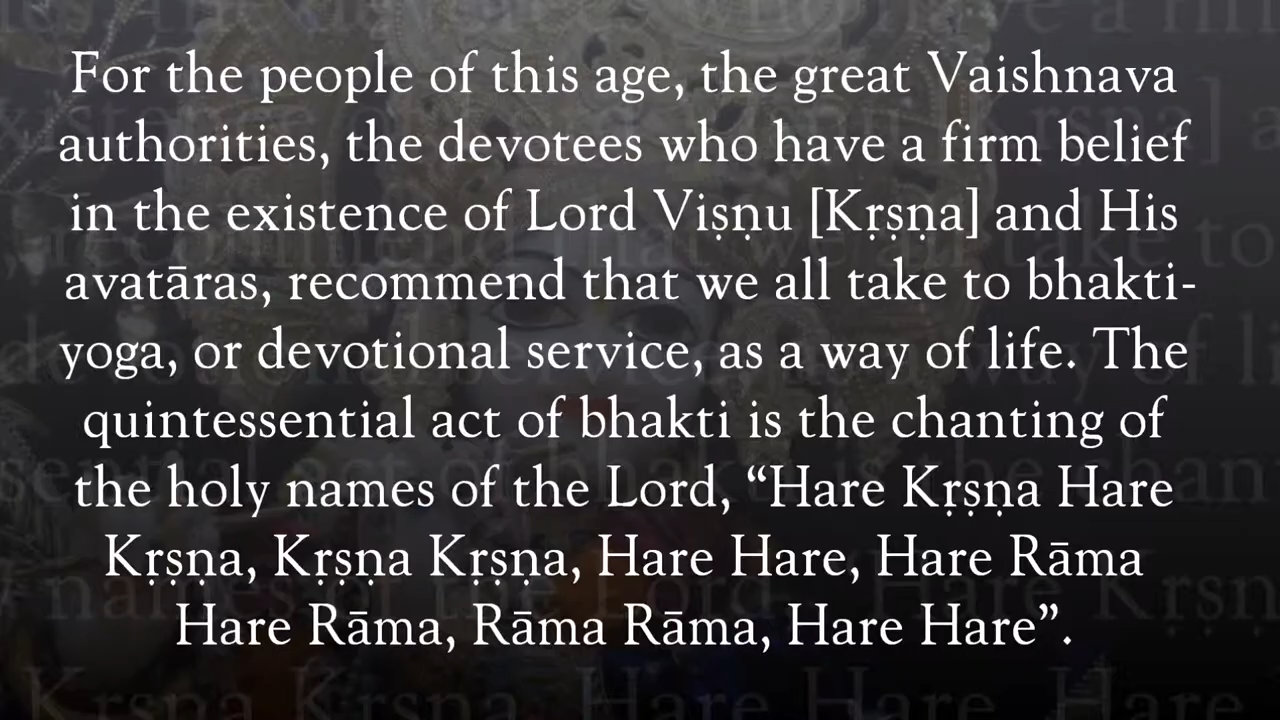 For the people of this age, the great Vaishnava
authorities, the devotees who have a firm belief
in the existence of Lord Viṣṇu [Kṛṣṇa] and His
avatāras, recommend that we all take to bhakti-
yoga, or devotional service, as a way of life. The
quintessential act of bhakti is the chanting of
the holy names of the Lord, “Hare Kṛṣṇa Hare
Kṛṣṇa, Kṛṣṇa Kṛṣṇa, Hare Hare, Hare Rāma
Hare Rāma, Rāma Rāma, Hare Hare”.